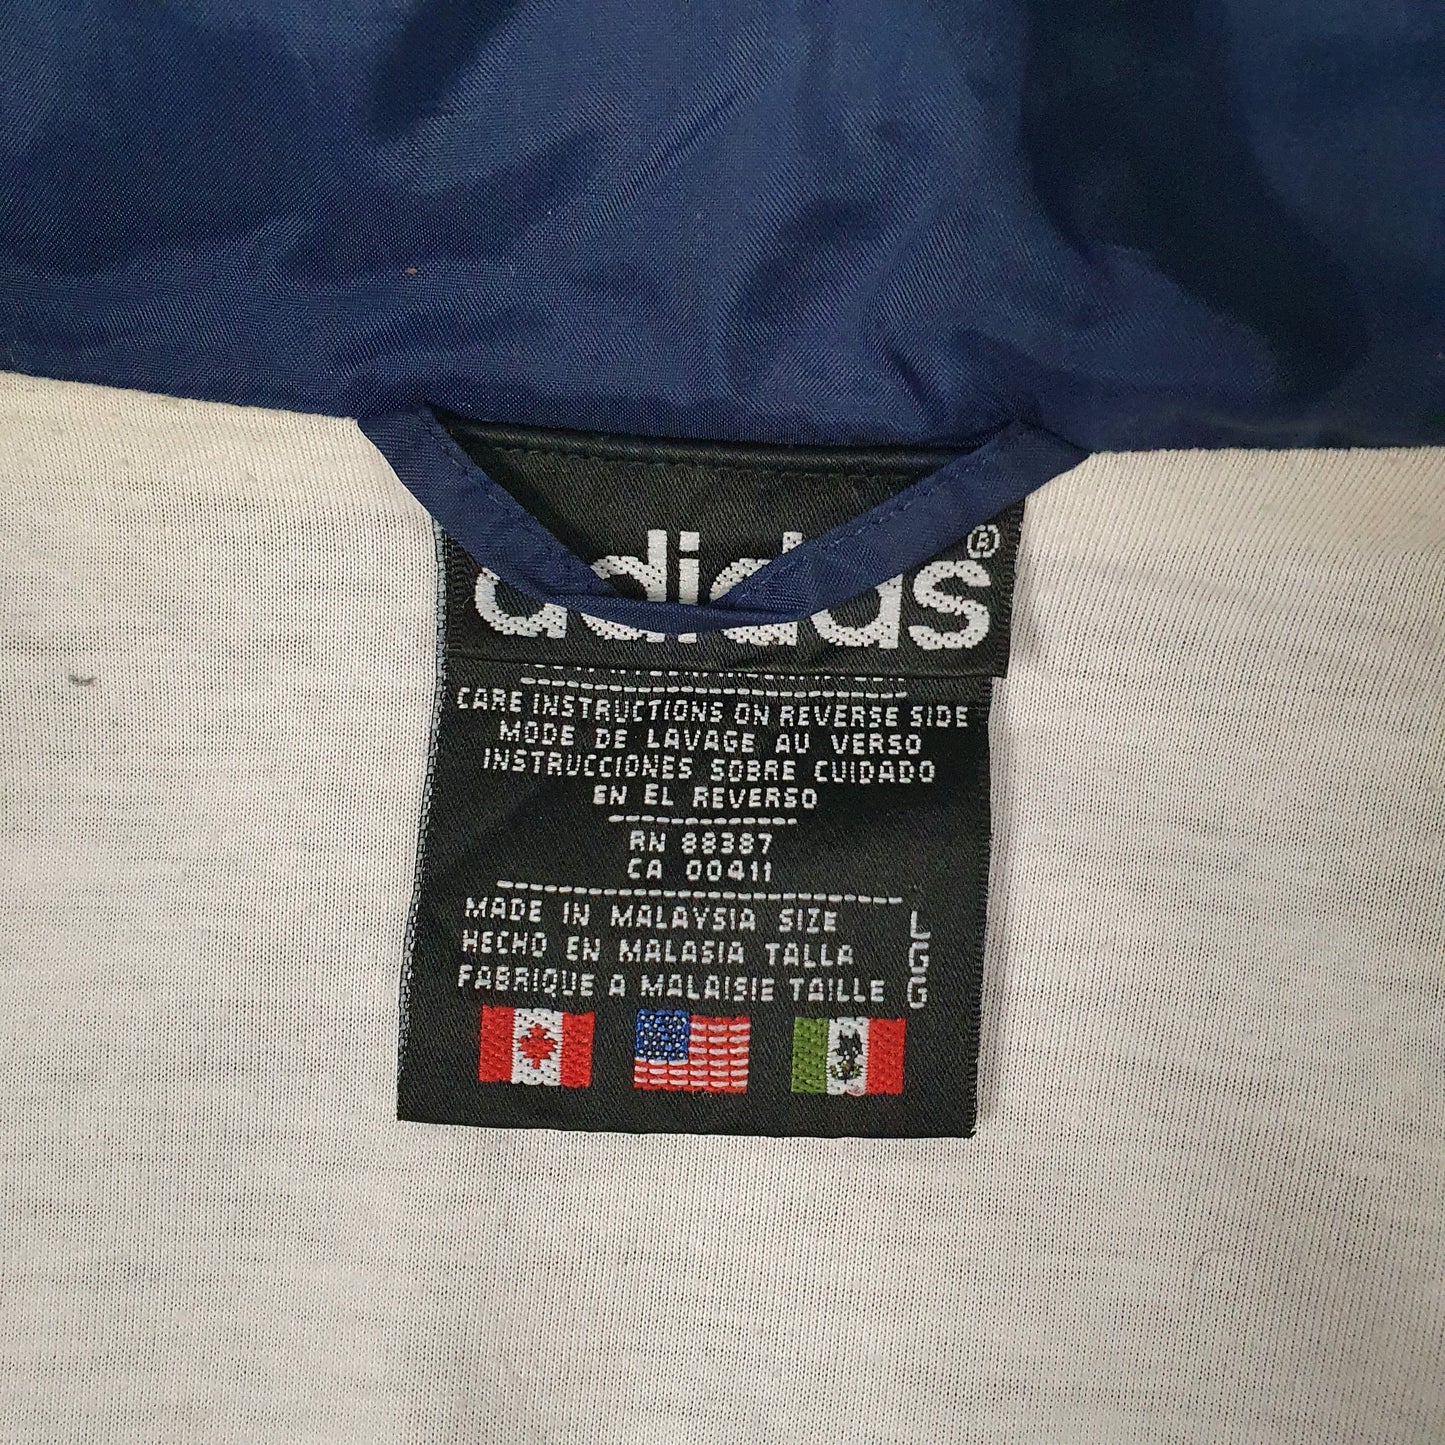 adidas®
CARE INSTRUCTIONS ON REVERSE SIDE
MODE DE LAVAGE AU VERSO
INSTRUCCIONES SOBRE CUIDADO
EN EL REVERSO
RN 88387
CA 00411
MADE IN MALAYSIA SIZE L
HECHO EN MALASIA TALLA G
FABRIQUE A MALAISIE TAILLE G